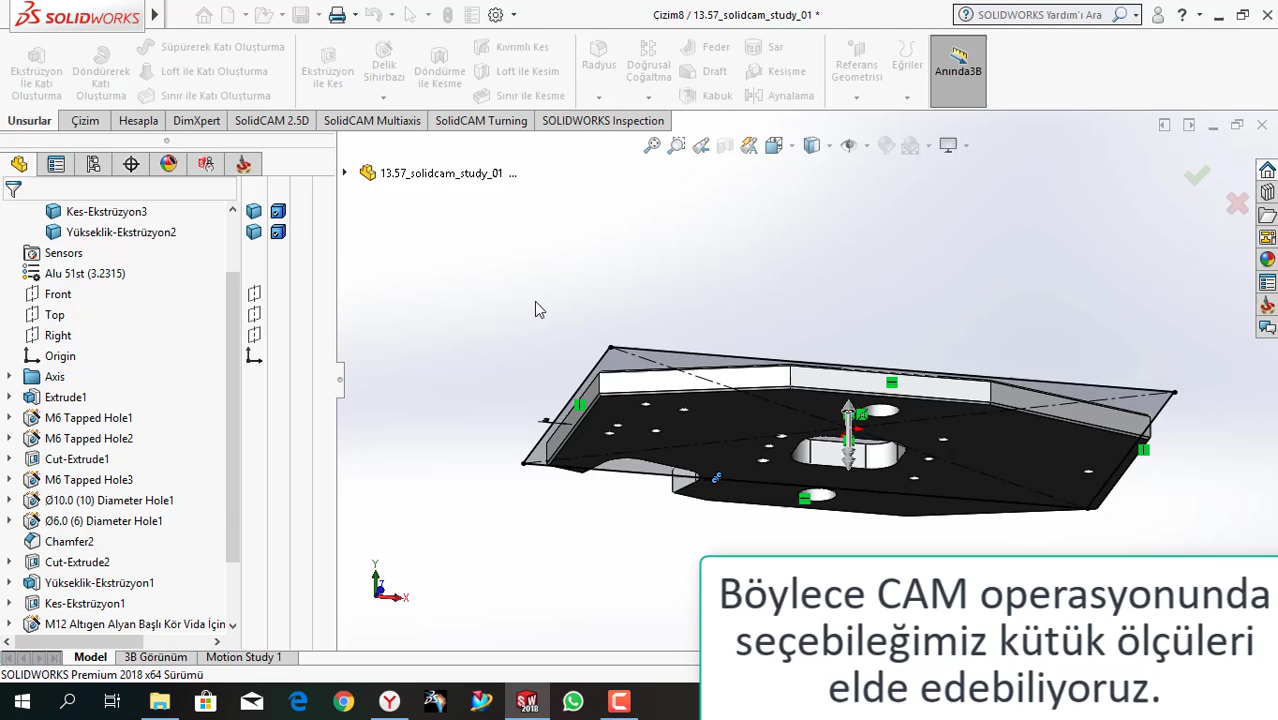 SOLIDWORKS
Çizim8 / 13.57_solidcam_study_01 *
SOLIDWORKS Yardım'ı Ara
Ekstrüzyon
İle Katı
Oluşturma
Döndürerek
Katı
Oluşturma
Süpürerek Katı Oluşturma
Loft ile Katı Oluşturma
Sınır ile Katı Oluşturma
Ekstrüzyon
ile Kes
Delik
Sihirbazı
Döndürme
ile Kesme
Kıvrımlı Kes
Loft ile Kesim
Sınır ile Kesme
Radyus
Doğrusal
Çoğaltma
Feder
Draft
Kabuk
Sar
Kesişme
Aynalama
Referans
Geometrisi
Eğriler
Anında3B
Unsurlar
Çizim
Hesapla
DimXpert
SolidCAM 2.5D
SolidCAM Multiaxis
SolidCAM Turning
SOLIDWORKS Inspection
13.57_solidcam_study_01 ...
Kes-Ekstrüzyon3
Yükseklik-Ekstrüzyon2
Sensors
Alu 51st (3.2315)
Front
Top
Right
Origin
Axis
Extrude1
M6 Tapped Hole1
M6 Tapped Hole2
Cut-Extrude1
M6 Tapped Hole3
Ø10.0 (10) Diameter Hole1
Ø6.0 (6) Diameter Hole1
Chamfer2
Cut-Extrude2
Yükseklik-Ekstrüzyon1
Kes-Ekstrüzyon1
M12 Altıgen Alyan Başlı Kör Vida İçin
Y
Z
X
Böylece CAM operasyonunda
seçebileğimiz kütük ölçüleri
elde edebiliyoruz.
Model
3B Görünüm
Motion Study 1
SOLIDWORKS Premium 2018 x64 Sürümü